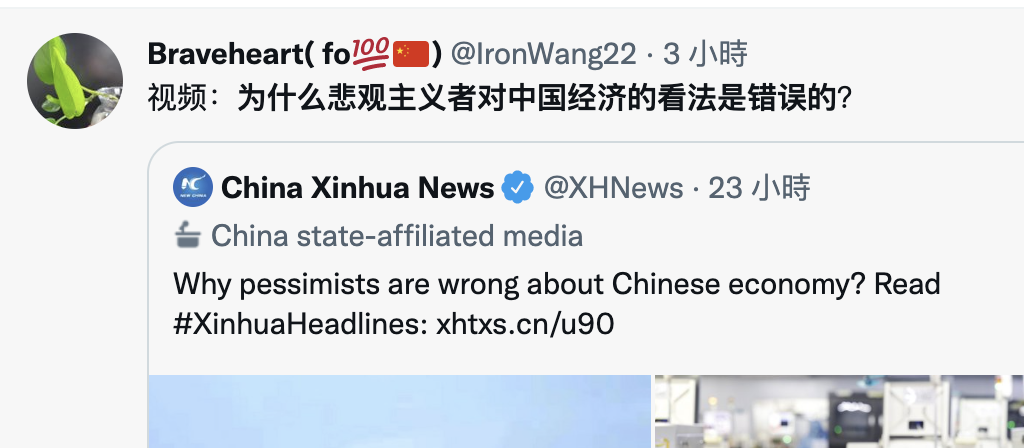 Braveheart( fo💯🇨🇳) @IronWang22 · 3 小時
视频：为什么悲观主义者对中国经济的看法是错误的?
China Xinhua News @XHNews · 23 小時
China state-affiliated media
Why pessimists are wrong about Chinese economy? Read
#XinhuaHeadlines: xhtxs.cn/u90